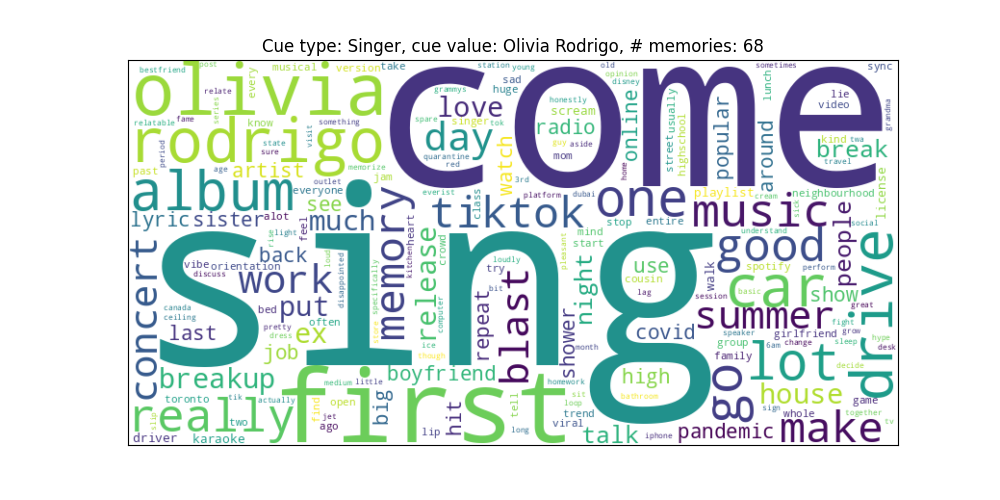 Cue type: Singer, cue value: Olivia Rodrigo, # memories: 68
bestfriend post musical version take station young old sometimes sync
olivia every sad huge opinion disney lunch lie video
relate grammys honestly scream come
relatable fame series know something love spare tok singer radio online street usually popular around kind twa grandma
rodrigo state visit sure memorize day quarantine red guy aside mom highschool break
period past age artist jam watch 3rd home travel
album outlet everyone see everist class platform dubai one playlist cream sick neighbourhood license
lyric sister alot feel much memory tiktok stop entire music people social
rise light back kitchen heart crowd loudly pleasant mind start understand
concert vibe orientation discuss loud release try night use cousin walk good spotify perform
sing work disappointed specifically bit lag session car show drive
canada ceiling bed put blast basic great
last pretty dress often ex computer repeat shower covid summer speaker fight hype
job ice though month group girlfriend change grow 6am sleep desk
breakup boyfriend homework high family lot decide
toronto tik medium little first sit loop bathroom house game
really actually find open big hit tell trend go sign whole together
slip two jet ago viral tv
driver karaoke lip long talk iphone pandemic make